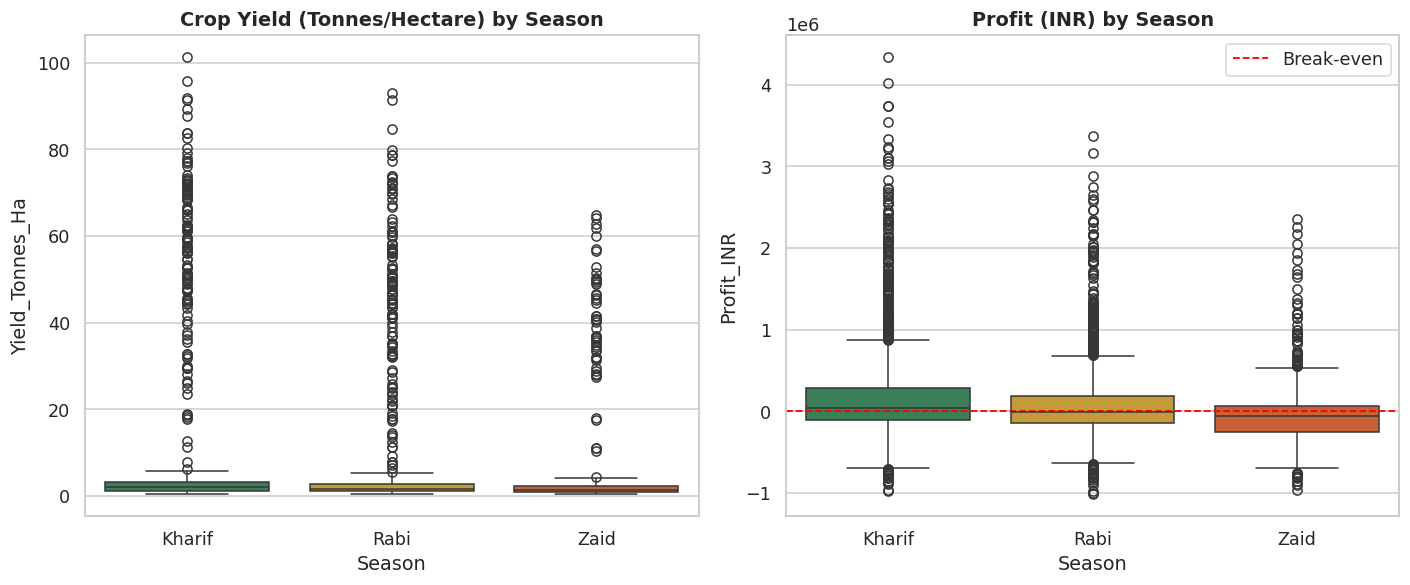 Crop Yield (Tonnes/Hectare) by Season
100
80
60
40
20
0
Yield_Tonnes_Ha
Kharif Rabi Zaid
Season
Profit (INR) by Season
1e6
Break-even
4
3
2
1
0
−1
Profit_INR
Kharif Rabi Zaid
Season